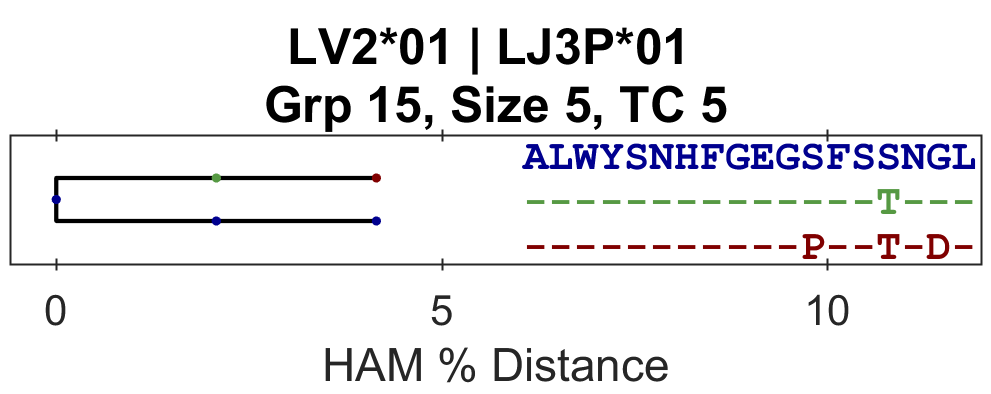 LV2*01 | LJ3P*01
Grp 15, Size 5, TC 5
ALWYSNHFGEGSFSSNGL
--------------T---
-----------P--T-D-
0 5 10
HAM % Distance